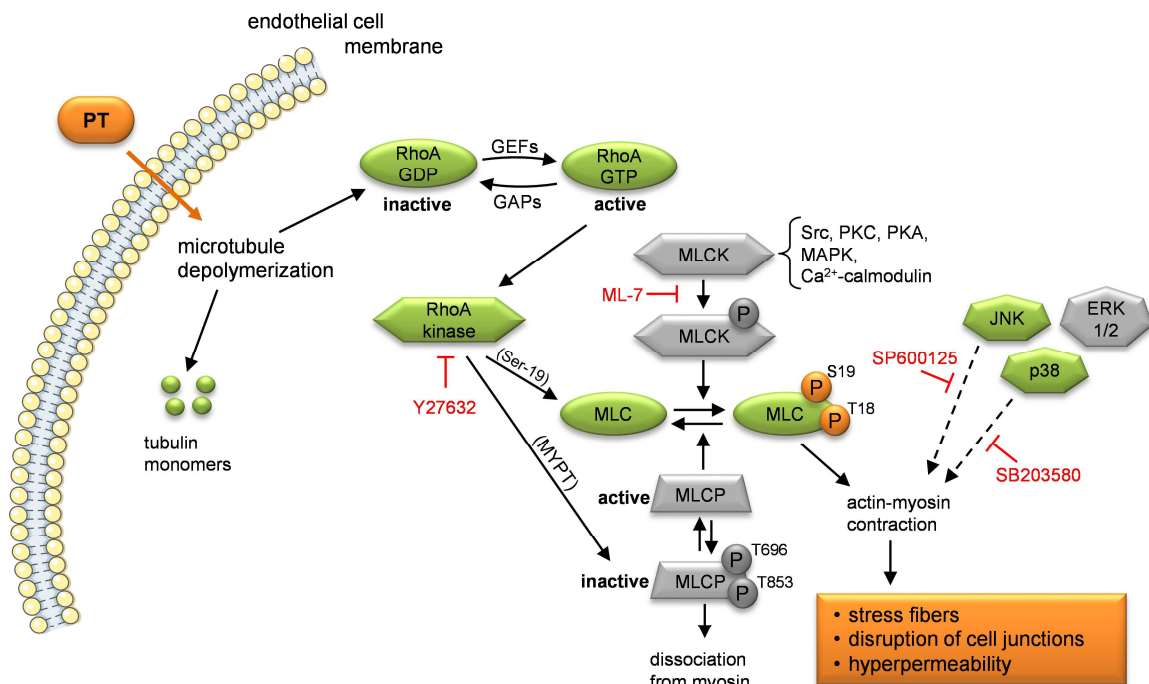 endothelial cell
membrane
PT
RhoA
GDP
inactive
GEFs
GAPs
RhoA
GTP
active
microtubule
depolymerization
tubulin
monomers
RhoA
kinase
Y27632
(Ser-19)
(MYPT)
MLCK
Src, PKC, PKA,
MAPK,
Ca²⁺-calmodulin
ML-7
MLCK
P
MLC
MLC
P
S19
P
T18
active
MLCP
inactive
MLCP
P
T696
P
T853
dissociation
from myosin
JNK
ERK
1/2
p38
SP600125
SB203580
actin-myosin
contraction
• stress fibers
• disruption of cell junctions
• hyperpermeability